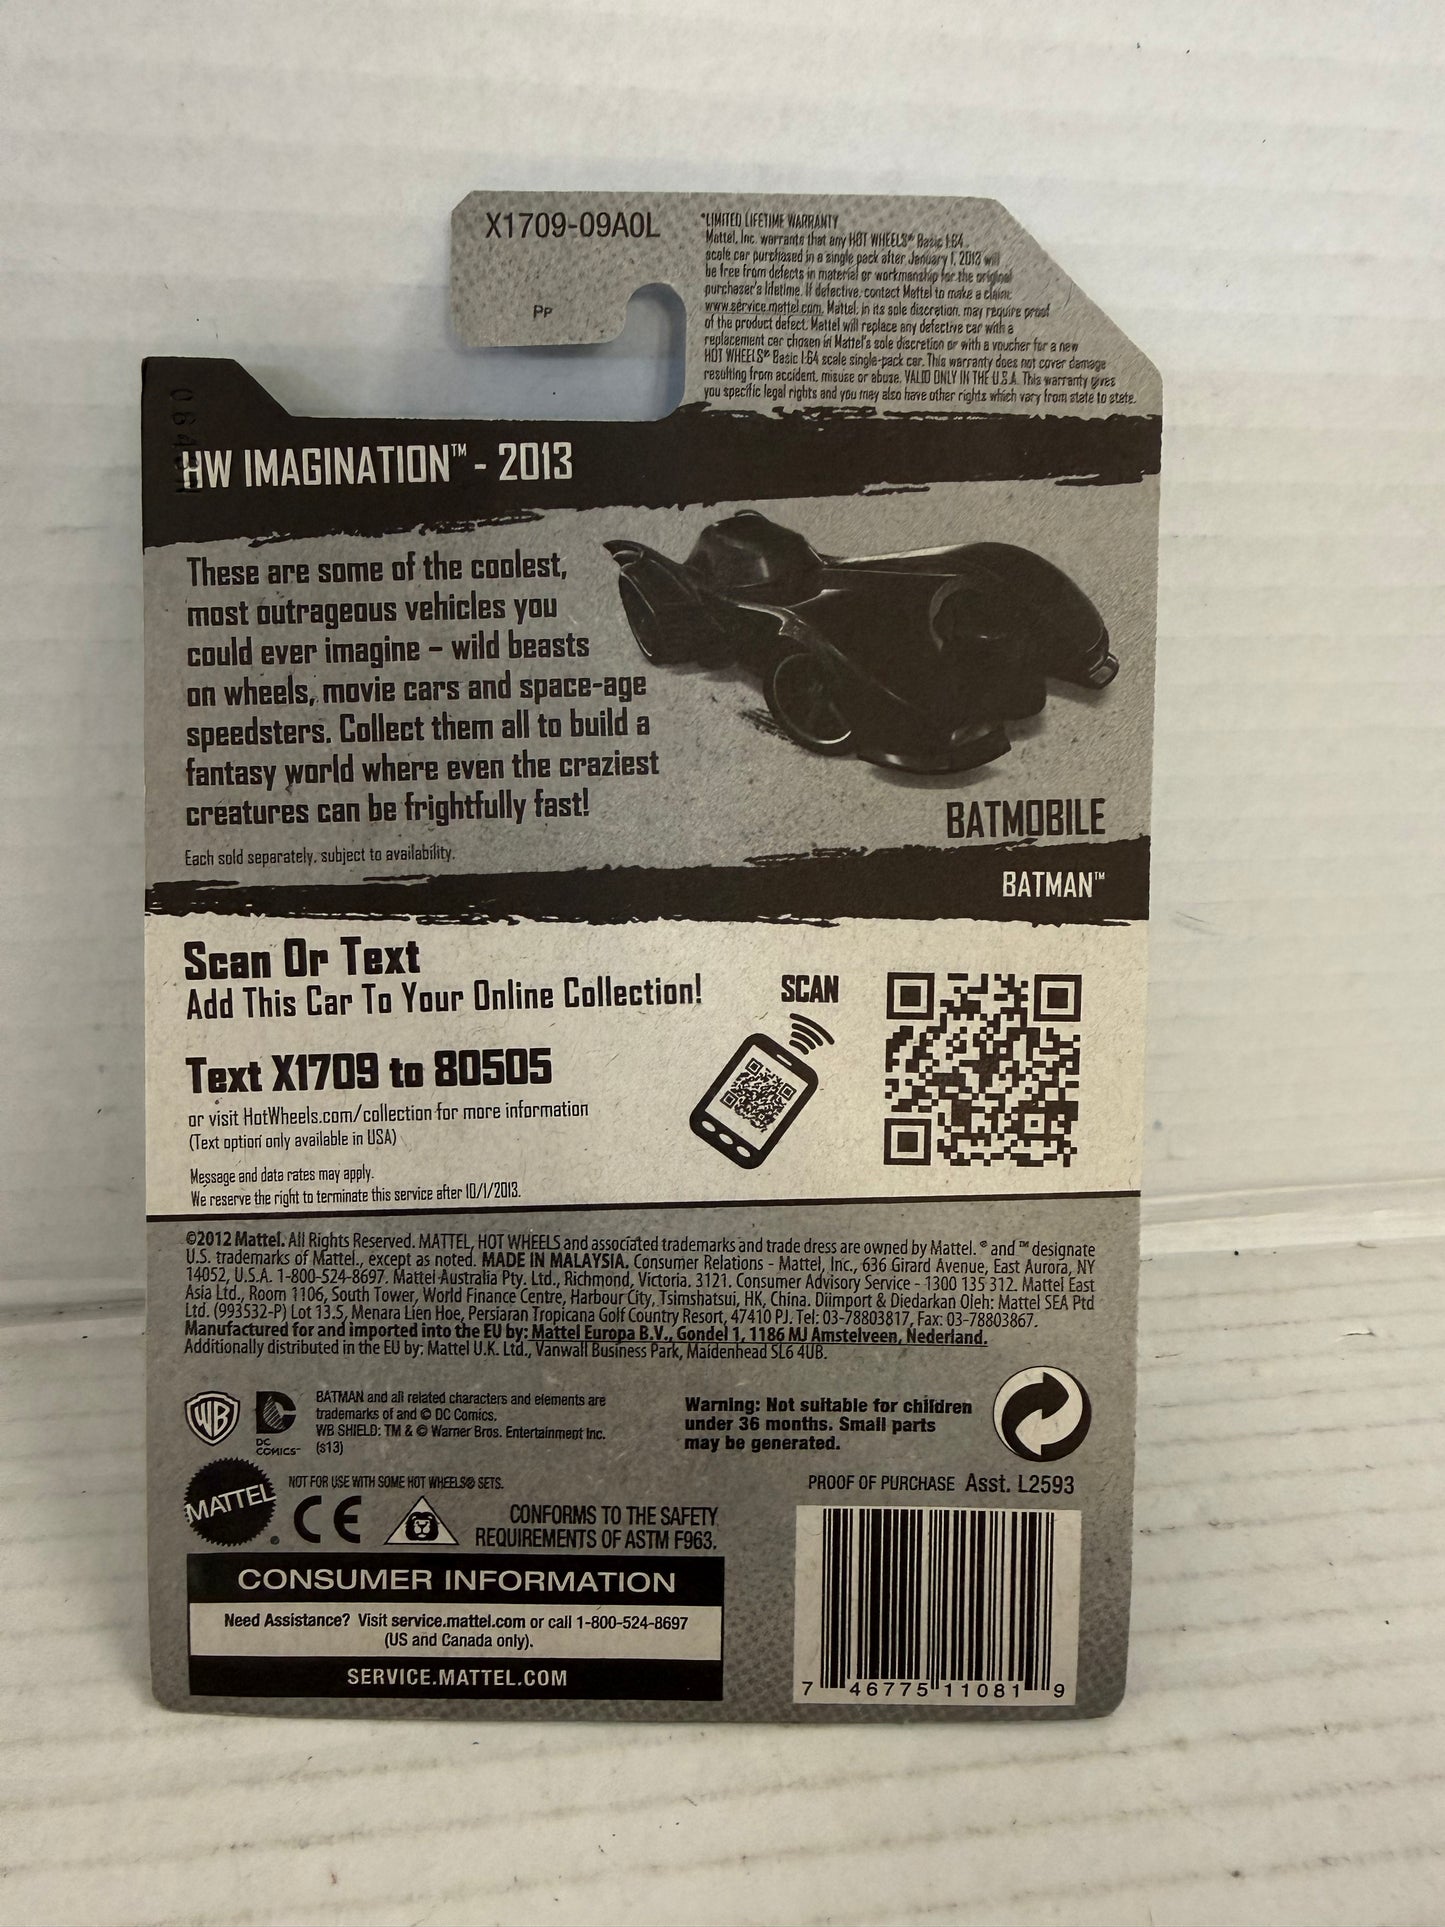 X1709-09A0L
PP
*LIMITED LIFETIME WARRANTY
Mattel, Inc. warrants that any HOT WHEELS® Basic 1:64
scale car purchased in a single pack after January 1, 2013 will
be free from defects in material or workmanship for the original
purchaser's lifetime. If defective, contact Mattel to make a claim:
www.service.mattel.com. Mattel, in its sole discretion, may require proof
of the product defect. Mattel will replace any defective car with a
replacement car chosen in Mattel's sole discretion or with a voucher for a new
HOT WHEELS® Basic 1:64 scale single-pack car. This warranty does not cover damage
resulting from accident, misuse or abuse. VALID ONLY IN THE U.S.A. This warranty gives
you specific legal rights and you may also have other rights which vary from state to state.
HW IMAGINATION™ - 2013
These are some of the coolest,
most outrageous vehicles you
could ever imagine – wild beasts
on wheels, movie cars and space-age
speedsters. Collect them all to build a
fantasy world where even the craziest
creatures can be frightfully fast!
Each sold separately, subject to availability.
BATMOBILE
BATMAN™
Scan Or Text
Add This Car To Your Online Collection!
SCAN
Text X1709 to 80505
or visit HotWheels.com/collection for more information
(Text option only available in USA)
Message and data rates may apply.
We reserve the right to terminate this service after 10/1/2013.
©2012 Mattel. All Rights Reserved. MATTEL, HOT WHEELS and associated trademarks and trade dress are owned by Mattel. ® and ™ designate
U.S. trademarks of Mattel., except as noted. MADE IN MALAYSIA. Consumer Relations - Mattel, Inc., 636 Girard Avenue, East Aurora, NY
14052, U.S.A. 1-800-524-8697. Mattel Australia Pty. Ltd., Richmond, Victoria. 3121. Consumer Advisory Service - 1300 135 312. Mattel East
Asia Ltd., Room 1106, South Tower, World Finance Centre, Harbour City, Tsimshatsui, HK, China. Diimport & Diedarkan Oleh: Mattel SEA Ptd
Ltd. (993532-P) Lot 13.5, Menara Lien Hoe, Persiaran Tropicana Golf Country Resort, 47410 PJ. Tel: 03-78803817, Fax: 03-78803867.
Manufactured for and imported into the EU by: Mattel Europa B.V., Gondel 1, 1186 MJ Amstelveen, Nederland.
Additionally distributed in the EU by: Mattel U.K. Ltd., Vanwall Business Park, Maidenhead SL6 4UB.
WB
DC
DC
COMICS™
BATMAN and all related characters and elements are
trademarks of and © DC Comics.
WB SHIELD: TM & © Warner Bros. Entertainment Inc.
(s13)
Warning: Not suitable for children
under 36 months. Small parts
may be generated.
MATTEL®
NOT FOR USE WITH SOME HOT WHEELS® SETS.
CE
CONFORMS TO THE SAFETY
REQUIREMENTS OF ASTM F963.
PROOF OF PURCHASE Asst. L2593
CONSUMER INFORMATION
Need Assistance? Visit service.mattel.com or call 1-800-524-8697
(US and Canada only).
SERVICE.MATTEL.COM
7 46775 11081 9